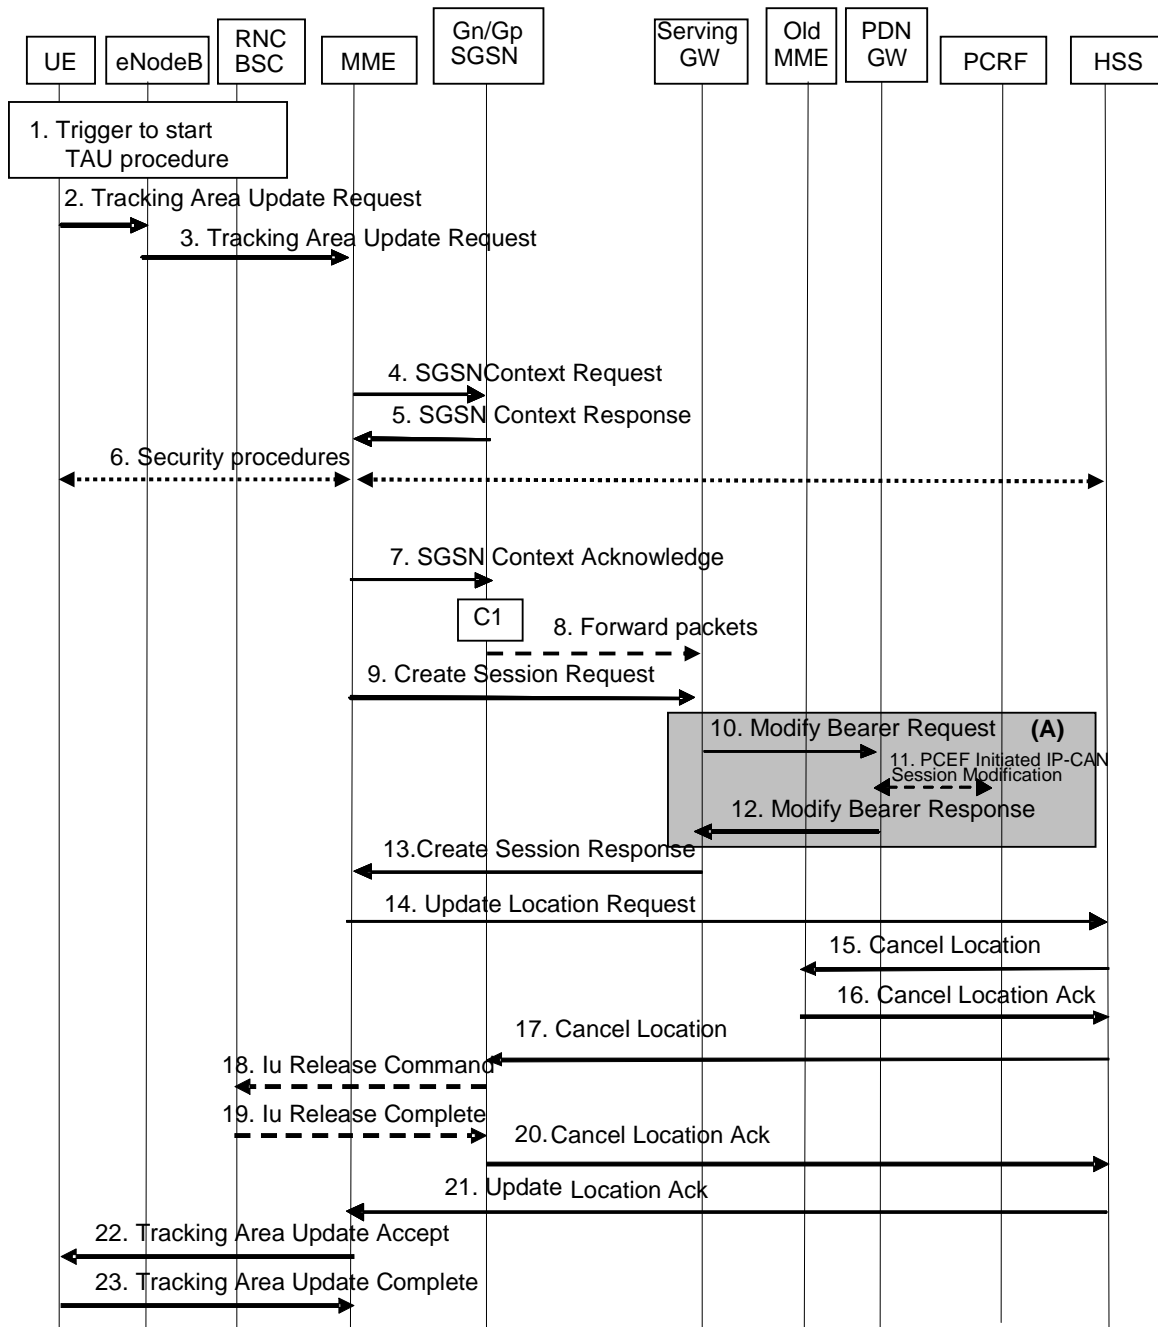 UE
eNodeB
RNC
BSC
MME
Gn/Gp
SGSN
Serving
GW
Old
MME
PDN
GW
PCRF
HSS
1. Trigger to start
TAU procedure
2. Tracking Area Update Request
3. Tracking Area Update Request
4. SGSNContext Request
5. SGSN Context Response
6. Security procedures
7. SGSN Context Acknowledge
C1
8. Forward packets
9. Create Session Request
10. Modify Bearer Request (A)
11. PCEF Initiated IP-CAN
Session Modification
12. Modify Bearer Response
13.Create Session Response
14. Update Location Request
15. Cancel Location
16. Cancel Location Ack
17. Cancel Location
18. Iu Release Command
19. Iu Release Complete
20. Cancel Location Ack
21. Update Location Ack
22. Tracking Area Update Accept
23. Tracking Area Update Complete